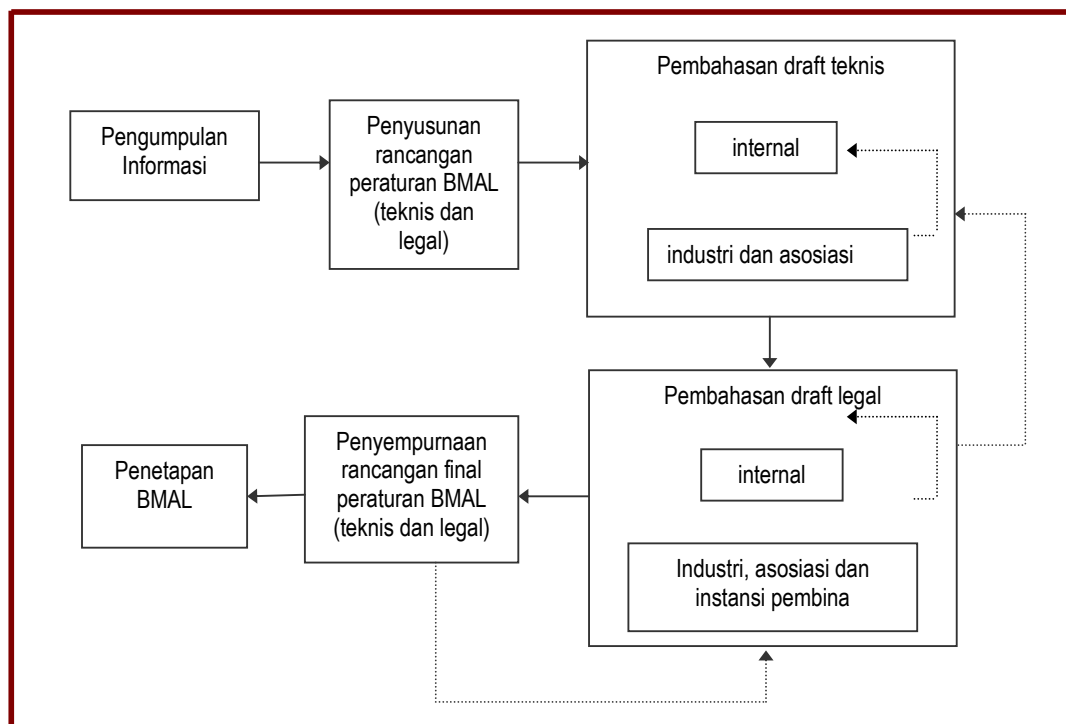 Pengumpulan
Informasi
Penyusunan
rancangan
peraturan BMAL
(teknis dan
legal)
Pembahasan draft teknis
internal
industri dan asosiasi
Pembahasan draft legal
internal
Industri, asosiasi dan
instansi pembina
Penyempurnaan
rancangan final
peraturan BMAL
(teknis dan legal)
Penetapan
BMAL